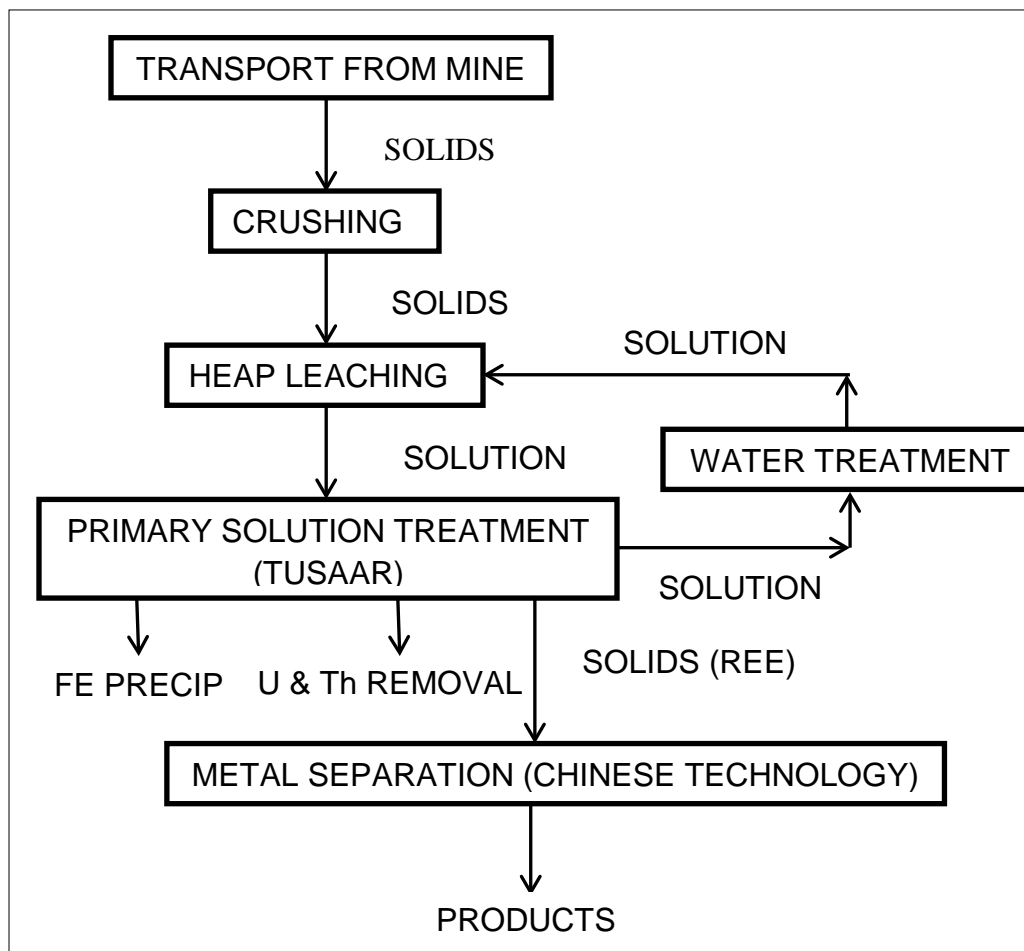 TRANSPORT FROM MINE
SOLIDS
CRUSHING
SOLIDS
SOLUTION
HEAP LEACHING
SOLUTION
WATER TREATMENT
PRIMARY SOLUTION TREATMENT
(TUSAAR)
SOLUTION
SOLIDS (REE)
FE PRECIP
U & Th REMOVAL
METAL SEPARATION (CHINESE TECHNOLOGY)
PRODUCTS